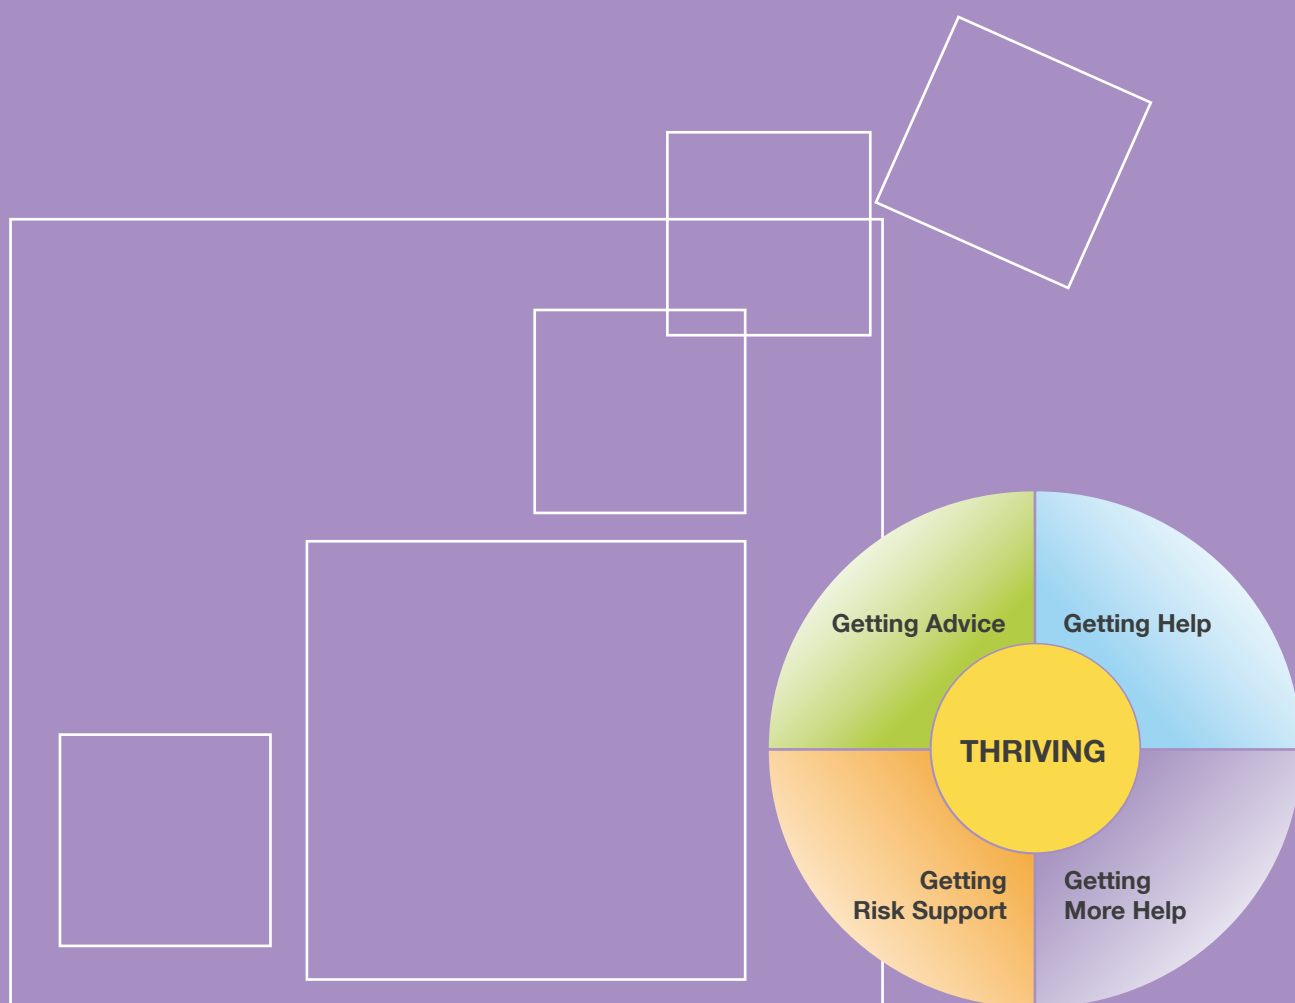 Getting Advice
Getting Help
THRIVING
Getting
Risk Support
Getting
More Help